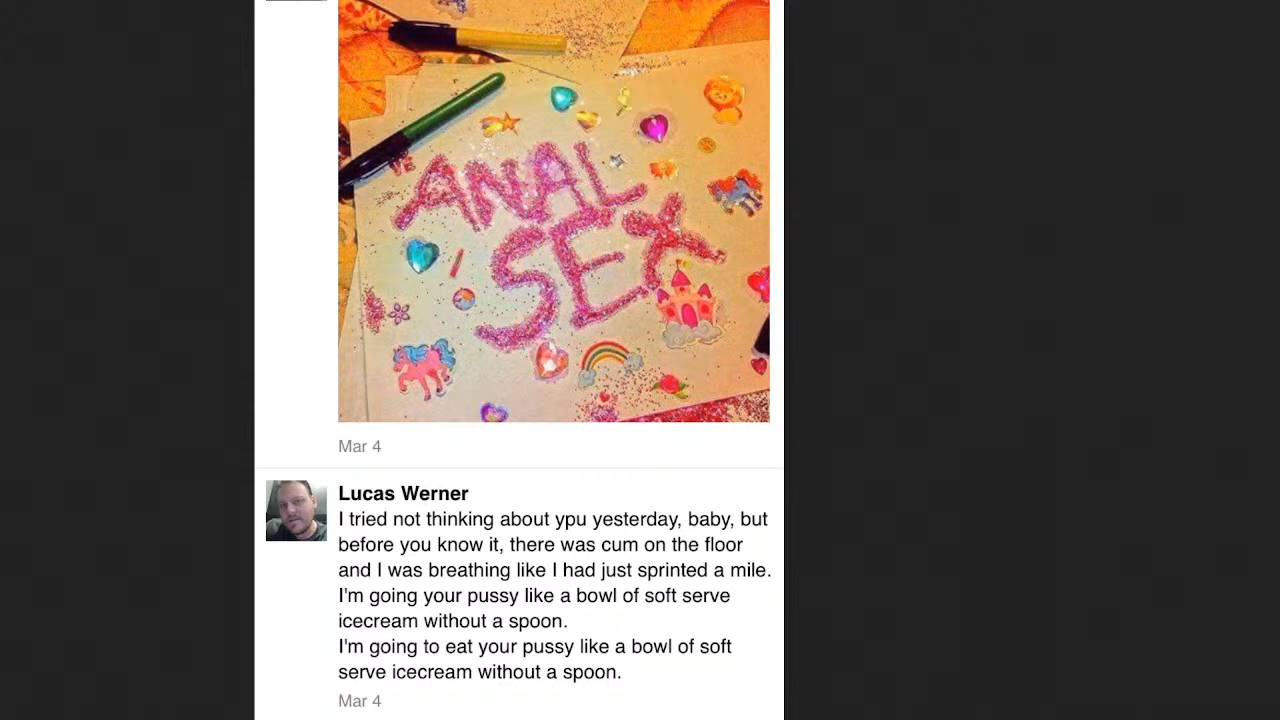 ANAL
SEX
Mar 4
Lucas Werner
I tried not thinking about ypu yesterday, baby, but
before you know it, there was cum on the floor
and I was breathing like I had just sprinted a mile.
I'm going your pussy like a bowl of soft serve
icecream without a spoon.
I'm going to eat your pussy like a bowl of soft
serve icecream without a spoon.
Mar 4